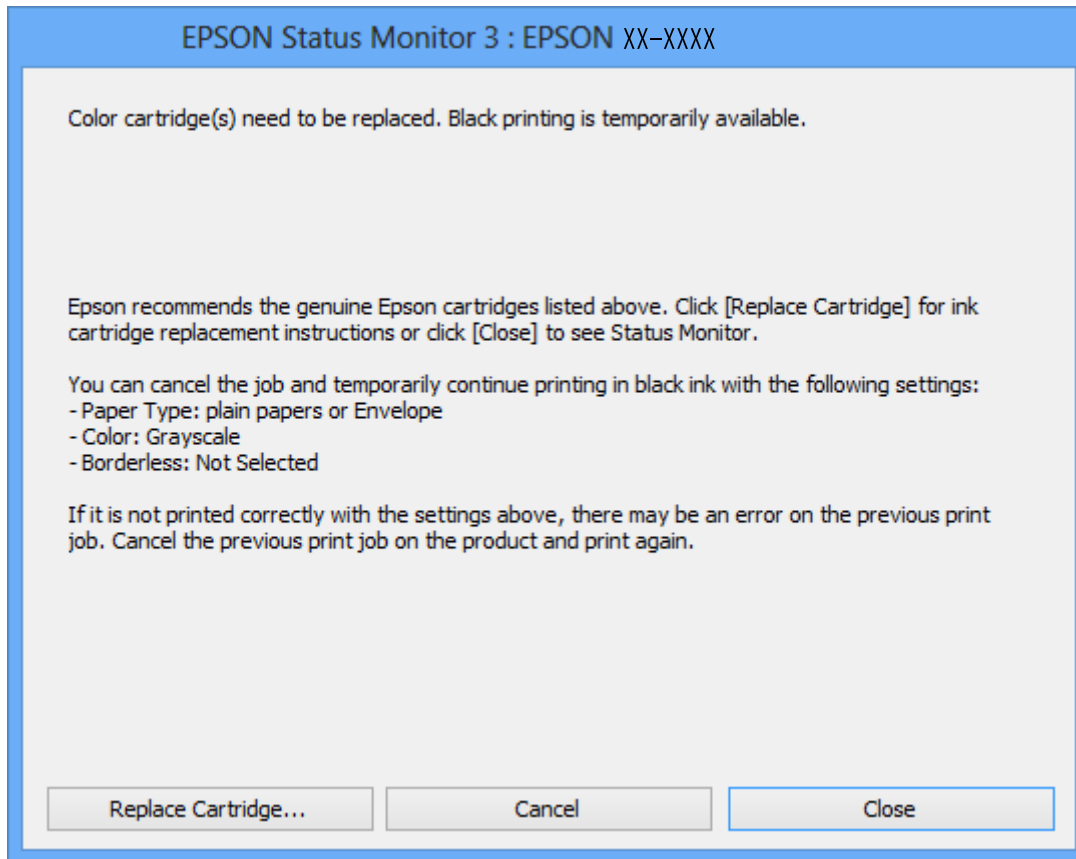 EPSON Status Monitor 3 : EPSON XX-XXXX
Color cartridge(s) need to be replaced. Black printing is temporarily available.
Epson recommends the genuine Epson cartridges listed above. Click [Replace Cartridge] for ink
cartridge replacement instructions or click [Close] to see Status Monitor.
You can cancel the job and temporarily continue printing in black ink with the following settings:
- Paper Type: plain papers or Envelope
- Color: Grayscale
- Borderless: Not Selected
If it is not printed correctly with the settings above, there may be an error on the previous print
job. Cancel the previous print job on the product and print again.
Replace Cartridge... Cancel Close